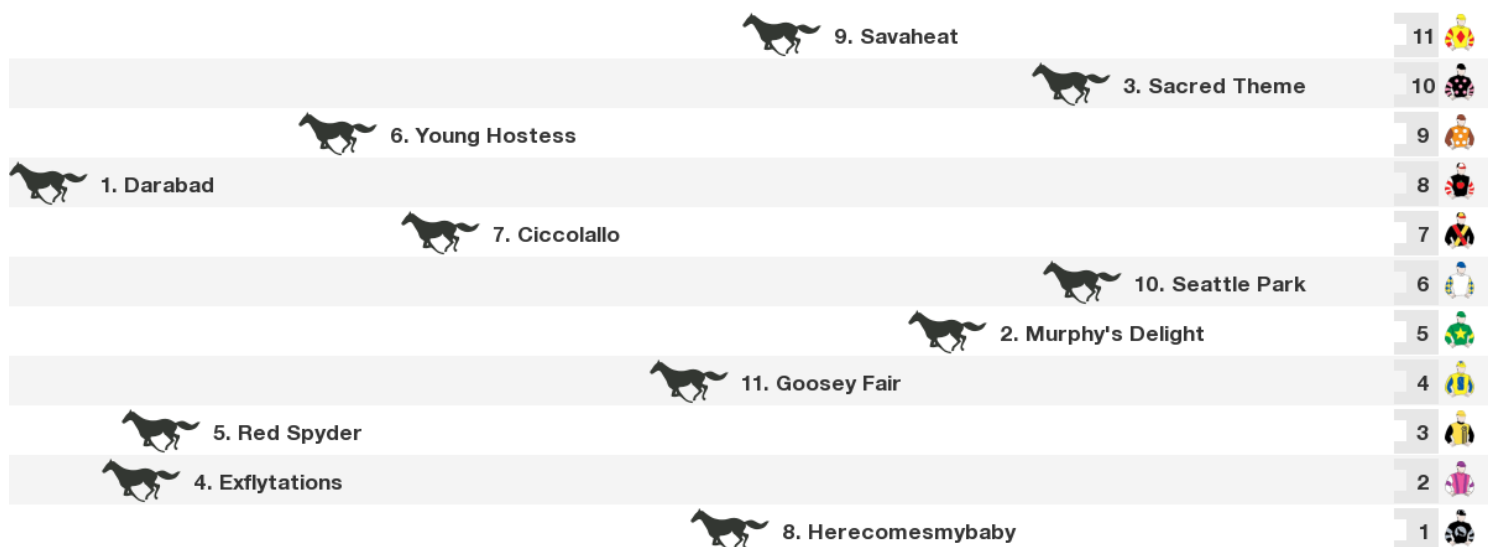 9. Savaheat 11
3. Sacred Theme 10
6. Young Hostess 9
1. Darabad 8
7. Ciccolallo 7
10. Seattle Park 6
2. Murphy's Delight 5
11. Goosey Fair 4
5. Red Spyder 3
4. Exflytations 2
8. Herecomesmybaby 1